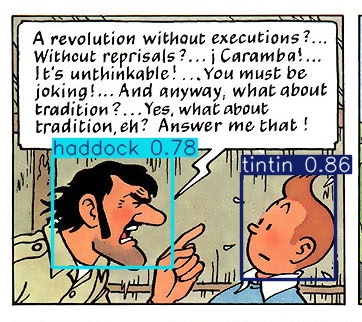 A revolution without executions?...
Without reprisals?...¡Caramba!...
It's unthinkable!...You must be
joking!...And anyway, what about
tradition?...Yes, what about
tradition, eh? Answer me that!
haddock 0.78
tintin 0.86